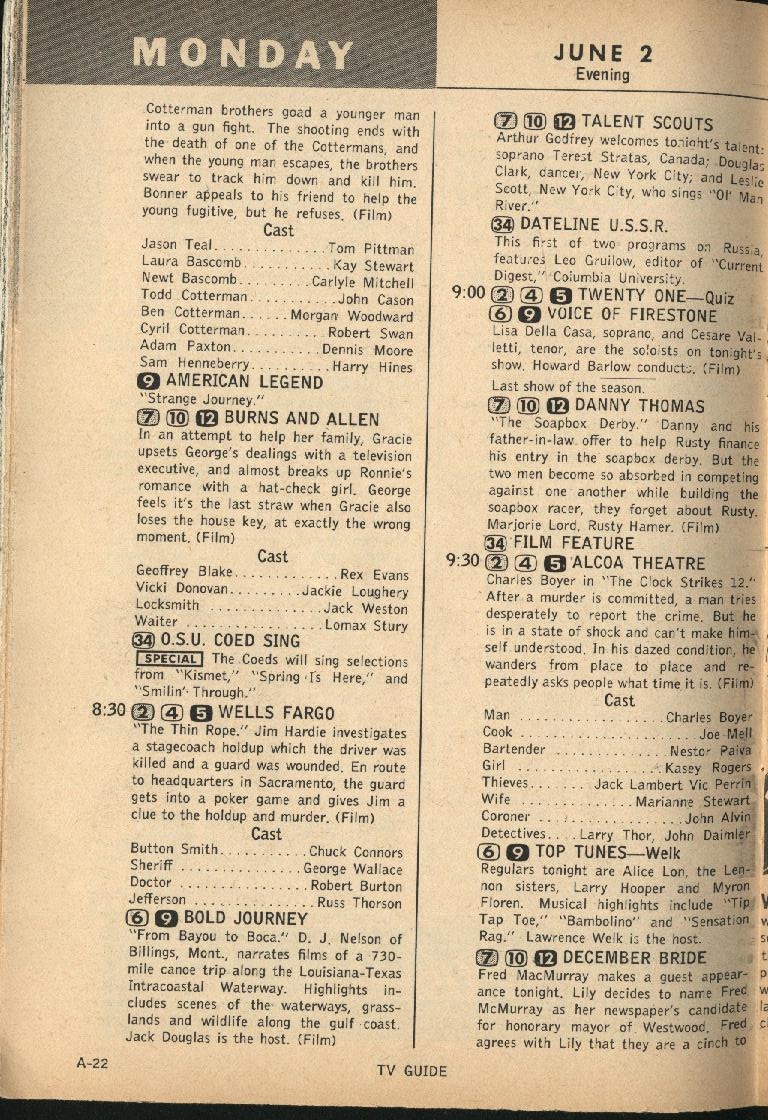 MONDAY
JUNE 2
Evening
Cotterman brothers goad a younger man
into a gun fight. The shooting ends with
the death of one of the Cottermans, and
when the young man escapes, the brothers
swear to track him down and kill him.
Bonner appeals to his friend to help the
young fugitive, but he refuses. (Film)
Cast
Jason Teal..............Tom Pittman
Laura Bascomb..........Kay Stewart
Newt Bascomb.........Carlyle Mitchell
Todd Cotterman...........John Cason
Ben Cotterman......Morgan Woodward
Cyril Cotterman..........Robert Swan
Adam Paxton...........Dennis Moore
Sam Henneberry..........Harry Hines
9 AMERICAN LEGEND
"Strange Journey."
7 10 12 BURNS AND ALLEN
In an attempt to help her family, Gracie
upsets George's dealings with a television
executive, and almost breaks up Ronnie's
romance with a hat-check girl. George
feels it's the last straw when Gracie also
loses the house key, at exactly the wrong
moment. (Film)
Cast
Geoffrey Blake............Rex Evans
Vicki Donovan.........Jackie Loughery
Locksmith .............Jack Weston
Waiter .................Lomax Stury
34 O.S.U. COED SING
SPECIAL The Coeds will sing selections
from "Kismet," "Spring Is Here," and
"Smilin' Through."
8:30 2 4 5 WELLS FARGO
"The Thin Rope." Jim Hardie investigates
a stagecoach holdup which the driver was
killed and a guard was wounded. En route
to headquarters in Sacramento, the guard
gets into a poker game and gives Jim a
clue to the holdup and murder. (Film)
Cast
Button Smith...........Chuck Connors
Sheriff ...............George Wallace
Doctor ................Robert Burton
Jefferson ...............Russ Thorson
6 9 BOLD JOURNEY
"From Bayou to Boca." D. J. Nelson of
Billings, Mont., narrates films of a 730-
mile canoe trip along the Louisiana-Texas
Intracoastal Waterway. Highlights in-
cludes scenes of the waterways, grass-
lands and wildlife along the gulf coast.
Jack Douglas is the host. (Film)
7 10 12 TALENT SCOUTS
Arthur Godfrey welcomes tonight's talent:
soprano Terest Stratas, Canada; Douglas
Clark, dancer, New York City; and Leslie
Scott, New York City, who sings "Ol' Man
River."
34 DATELINE U.S.S.R.
This first of two programs on Russia,
features Leo Gruilow, editor of "Current
Digest," Columbia University.
9:00 2 4 5 TWENTY ONE—Quiz
6 9 VOICE OF FIRESTONE
Lisa Della Casa, soprano, and Cesare Val-
letti, tenor, are the soloists on tonight's
show. Howard Barlow conducts. (Film)
Last show of the season.
7 10 12 DANNY THOMAS
"The Soapbox Derby." Danny and his
father-in-law offer to help Rusty finance
his entry in the soapbox derby. But the
two men become so absorbed in competing
against one another while building the
soapbox racer, they forget about Rusty.
Marjorie Lord, Rusty Hamer. (Film)
34 FILM FEATURE
9:30 2 4 5 ALCOA THEATRE
Charles Boyer in "The Clock Strikes 12."
After a murder is committed, a man tries
desperately to report the crime. But he
is in a state of shock and can't make him-
self understood. In his dazed condition, he
wanders from place to place and re-
peatedly asks people what time it is. (Film)
Cast
Man ..................Charles Boyer
Cook ......................Joe Mell
Bartender .............Nestor Paiva
Girl ..................Kasey Rogers
Thieves.......Jack Lambert Vic Perrin
Wife ..............Marianne Stewart
Coroner ..................John Alvin
Detectives....Larry Thor, John Daimler
6 9 TOP TUNES—Welk
Regulars tonight are Alice Lon, the Len-
non sisters, Larry Hooper and Myron
Floren. Musical highlights include "Tip
Tap Toe," "Bambolino" and "Sensation
Rag." Lawrence Welk is the host.
7 10 12 DECEMBER BRIDE
Fred MacMurray makes a guest appear-
ance tonight. Lily decides to name Fred
McMurray as her newspaper's candidate
for honorary mayor of Westwood. Fred
agrees with Lily that they are a cinch to
A-22
TV GUIDE